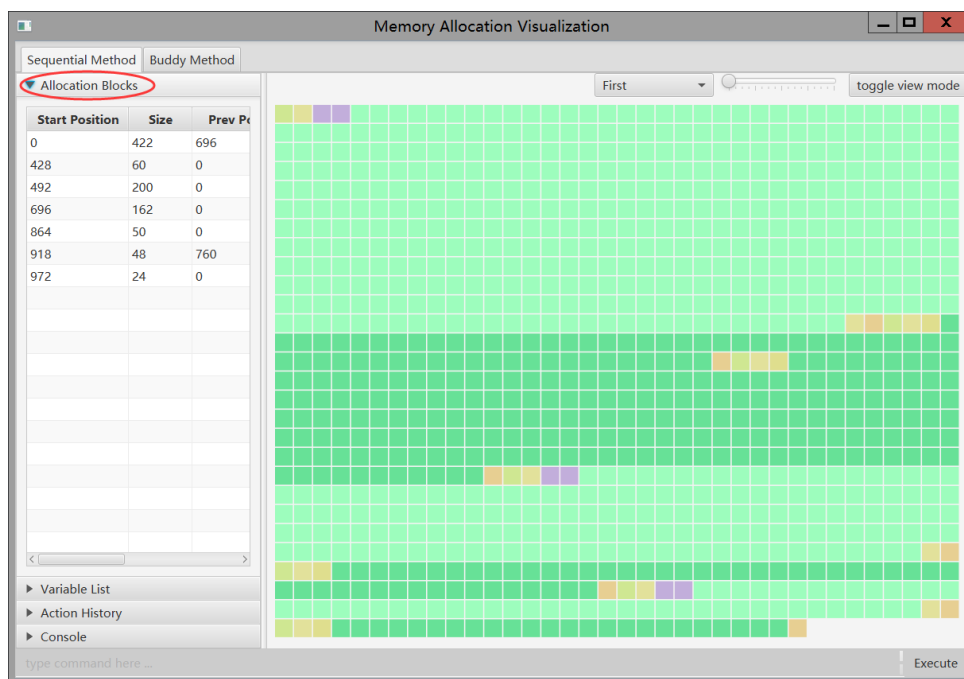 Memory Allocation Visualization
Sequential Method Buddy Method
Allocation Blocks First toggle view mode
Start Position Size Prev Po
0 422 696
428 60 0
492 200 0
696 162 0
864 50 0
918 48 760
972 24 0
Variable List
Action History
Console
type command here ... Execute